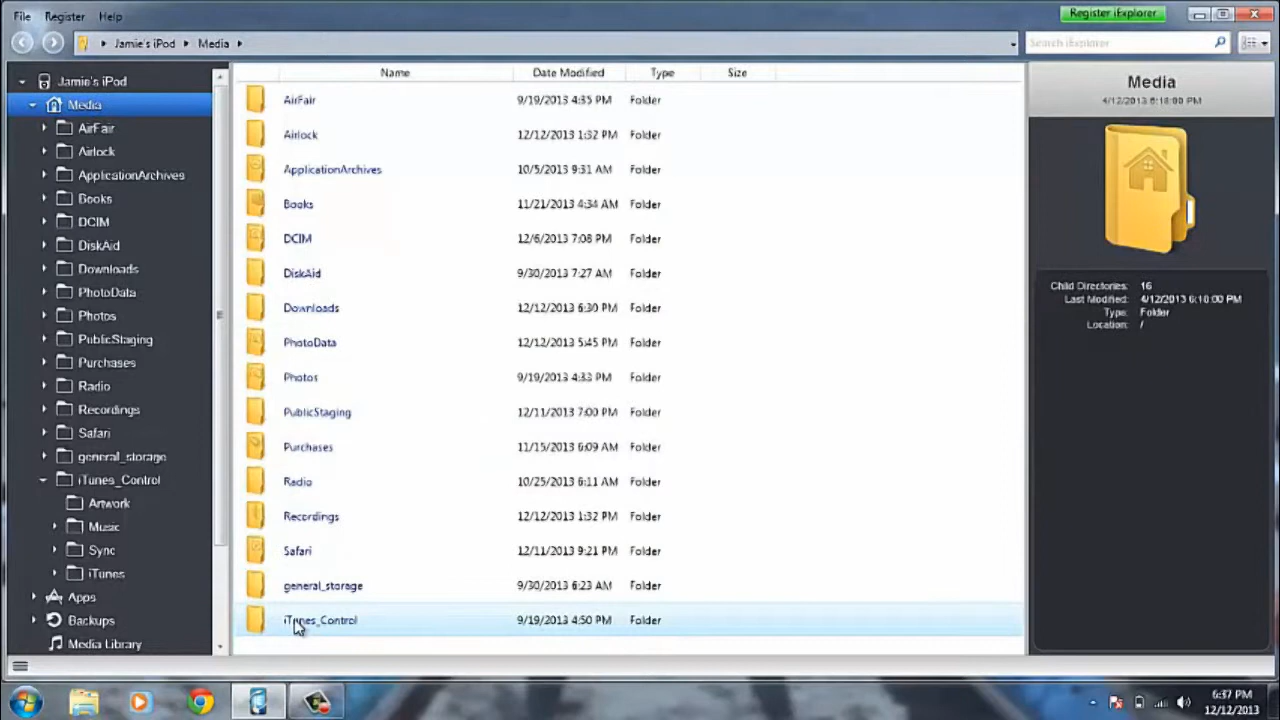 File Register Help Register iExplorer
Jamie's iPod Media Search iExplorer
Jamie's iPod
Media
AirFair
Airlock
ApplicationArchives
Books
DCIM
DiskAid
Downloads
PhotoData
Photos
PublicStaging
Purchases
Radio
Recordings
Safari
general_storage
iTunes_Control
Artwork
Music
Sync
iTunes
Apps
Backups
Media Library
Name Date Modified Type Size
AirFair 9/19/2013 4:35 PM Folder
Airlock 12/12/2013 1:32 PM Folder
ApplicationArchives 10/5/2013 9:31 AM Folder
Books 11/21/2013 4:34 AM Folder
DCIM 12/6/2013 7:08 PM Folder
DiskAid 9/30/2013 7:27 AM Folder
Downloads 12/12/2013 6:30 PM Folder
PhotoData 12/12/2013 5:45 PM Folder
Photos 9/19/2013 4:33 PM Folder
PublicStaging 12/11/2013 7:00 PM Folder
Purchases 11/15/2013 6:09 AM Folder
Radio 10/25/2013 6:11 AM Folder
Recordings 12/12/2013 1:32 PM Folder
Safari 12/11/2013 9:21 PM Folder
general_storage 9/30/2013 6:23 AM Folder
iTunes_Control 9/19/2013 4:50 PM Folder
Media
4/12/2013 6:18:00 PM
Child Directories: 16
Last Modified: 4/12/2013 6:18:00 PM
Type: Folder
Location: /
6:37 PM
12/12/2013